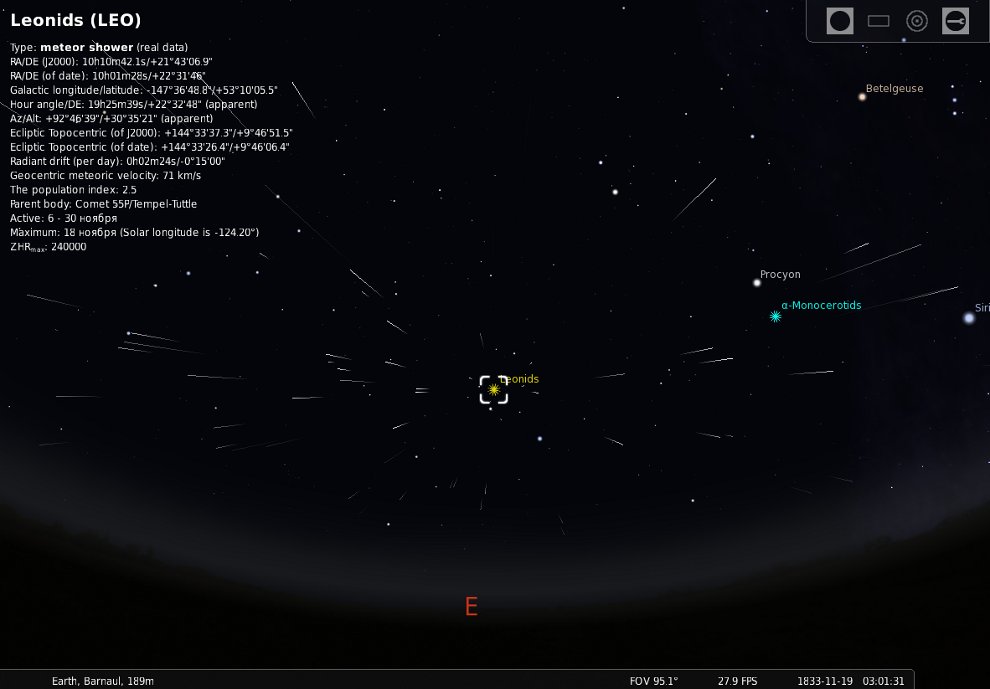 Leonids (LEO)
Type: meteor shower (real data)
RA/DE (J2000): 10h10m42.1s/+21°43'06.9"
RA/DE (of date): 10h01m28s/+22°31'46"
Galactic longitude/latitude: -147°36'48.8"/+53°10'05.5"
Hour angle/DE: 19h25m39s/+22°32'48" (apparent)
Az/Alt: +92°46'39"/+30°35'21" (apparent)
Ecliptic Topocentric (of J2000): +144°33'37.3"/+9°46'51.5"
Ecliptic Topocentric (of date): +144°33'26.4"/+9°46'06.4"
Radiant drift (per day): 0h02m24s/-0°15'00"
Geocentric meteoric velocity: 71 km/s
The population index: 2.5
Parent body: Comet 55P/Tempel-Tuttle
Active: 6 - 30 ноября
Maximum: 18 ноября (Solar longitude is -124.20°)
ZHRmax: 240000
Betelgeuse
Procyon
α-Monocerotids
Siri
Leonids
E
Earth, Barnaul, 189m FOV 95.1° 27.9 FPS 1833-11-19 03:01:31